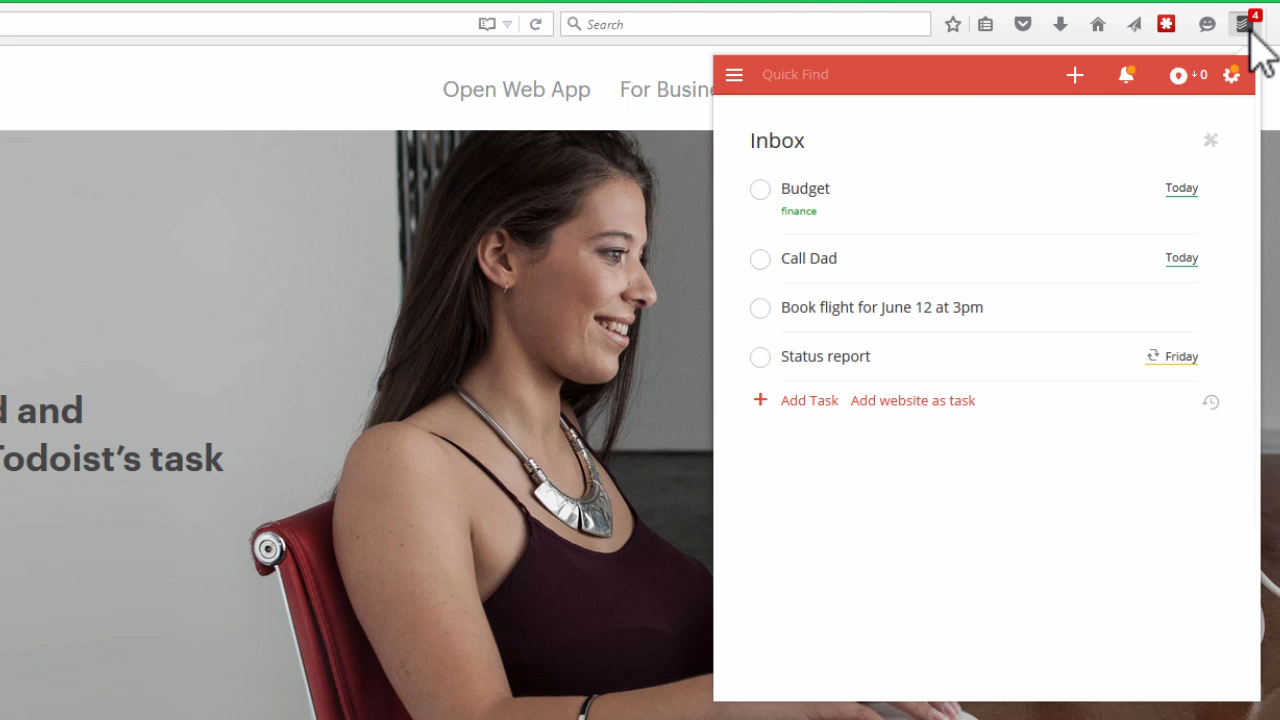 Search
4
Open Web App For Busine
Quick Find
0
Inbox
Budget Today
finance
Call Dad Today
Book flight for June 12 at 3pm
Status report Friday
+ Add Task Add website as task
d and
Todoist’s task